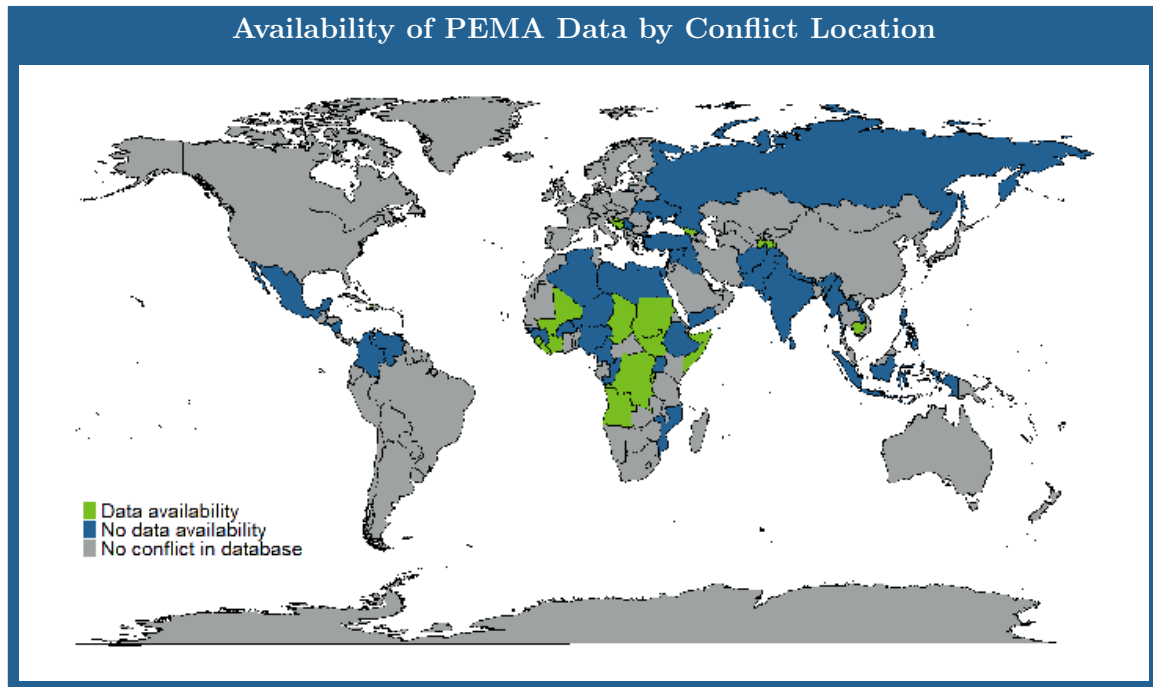 Availability of PEMA Data by Conflict Location
Data availability
No data availability
No conflict in database